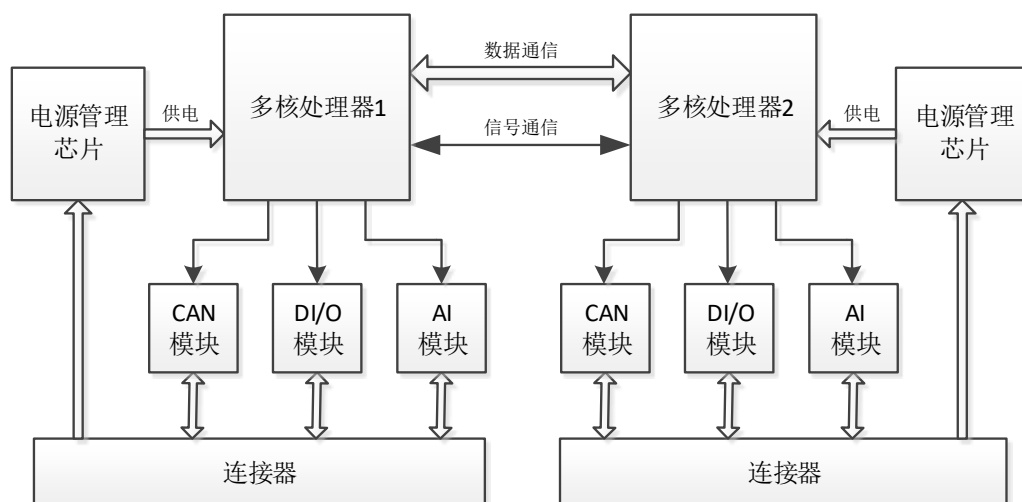 数据通信
多核处理器1
多核处理器2
电源管理
芯片
供电
信号通信
供电
电源管理
芯片
CAN
模块
DI/O
模块
AI
模块
CAN
模块
DI/O
模块
AI
模块
连接器
连接器